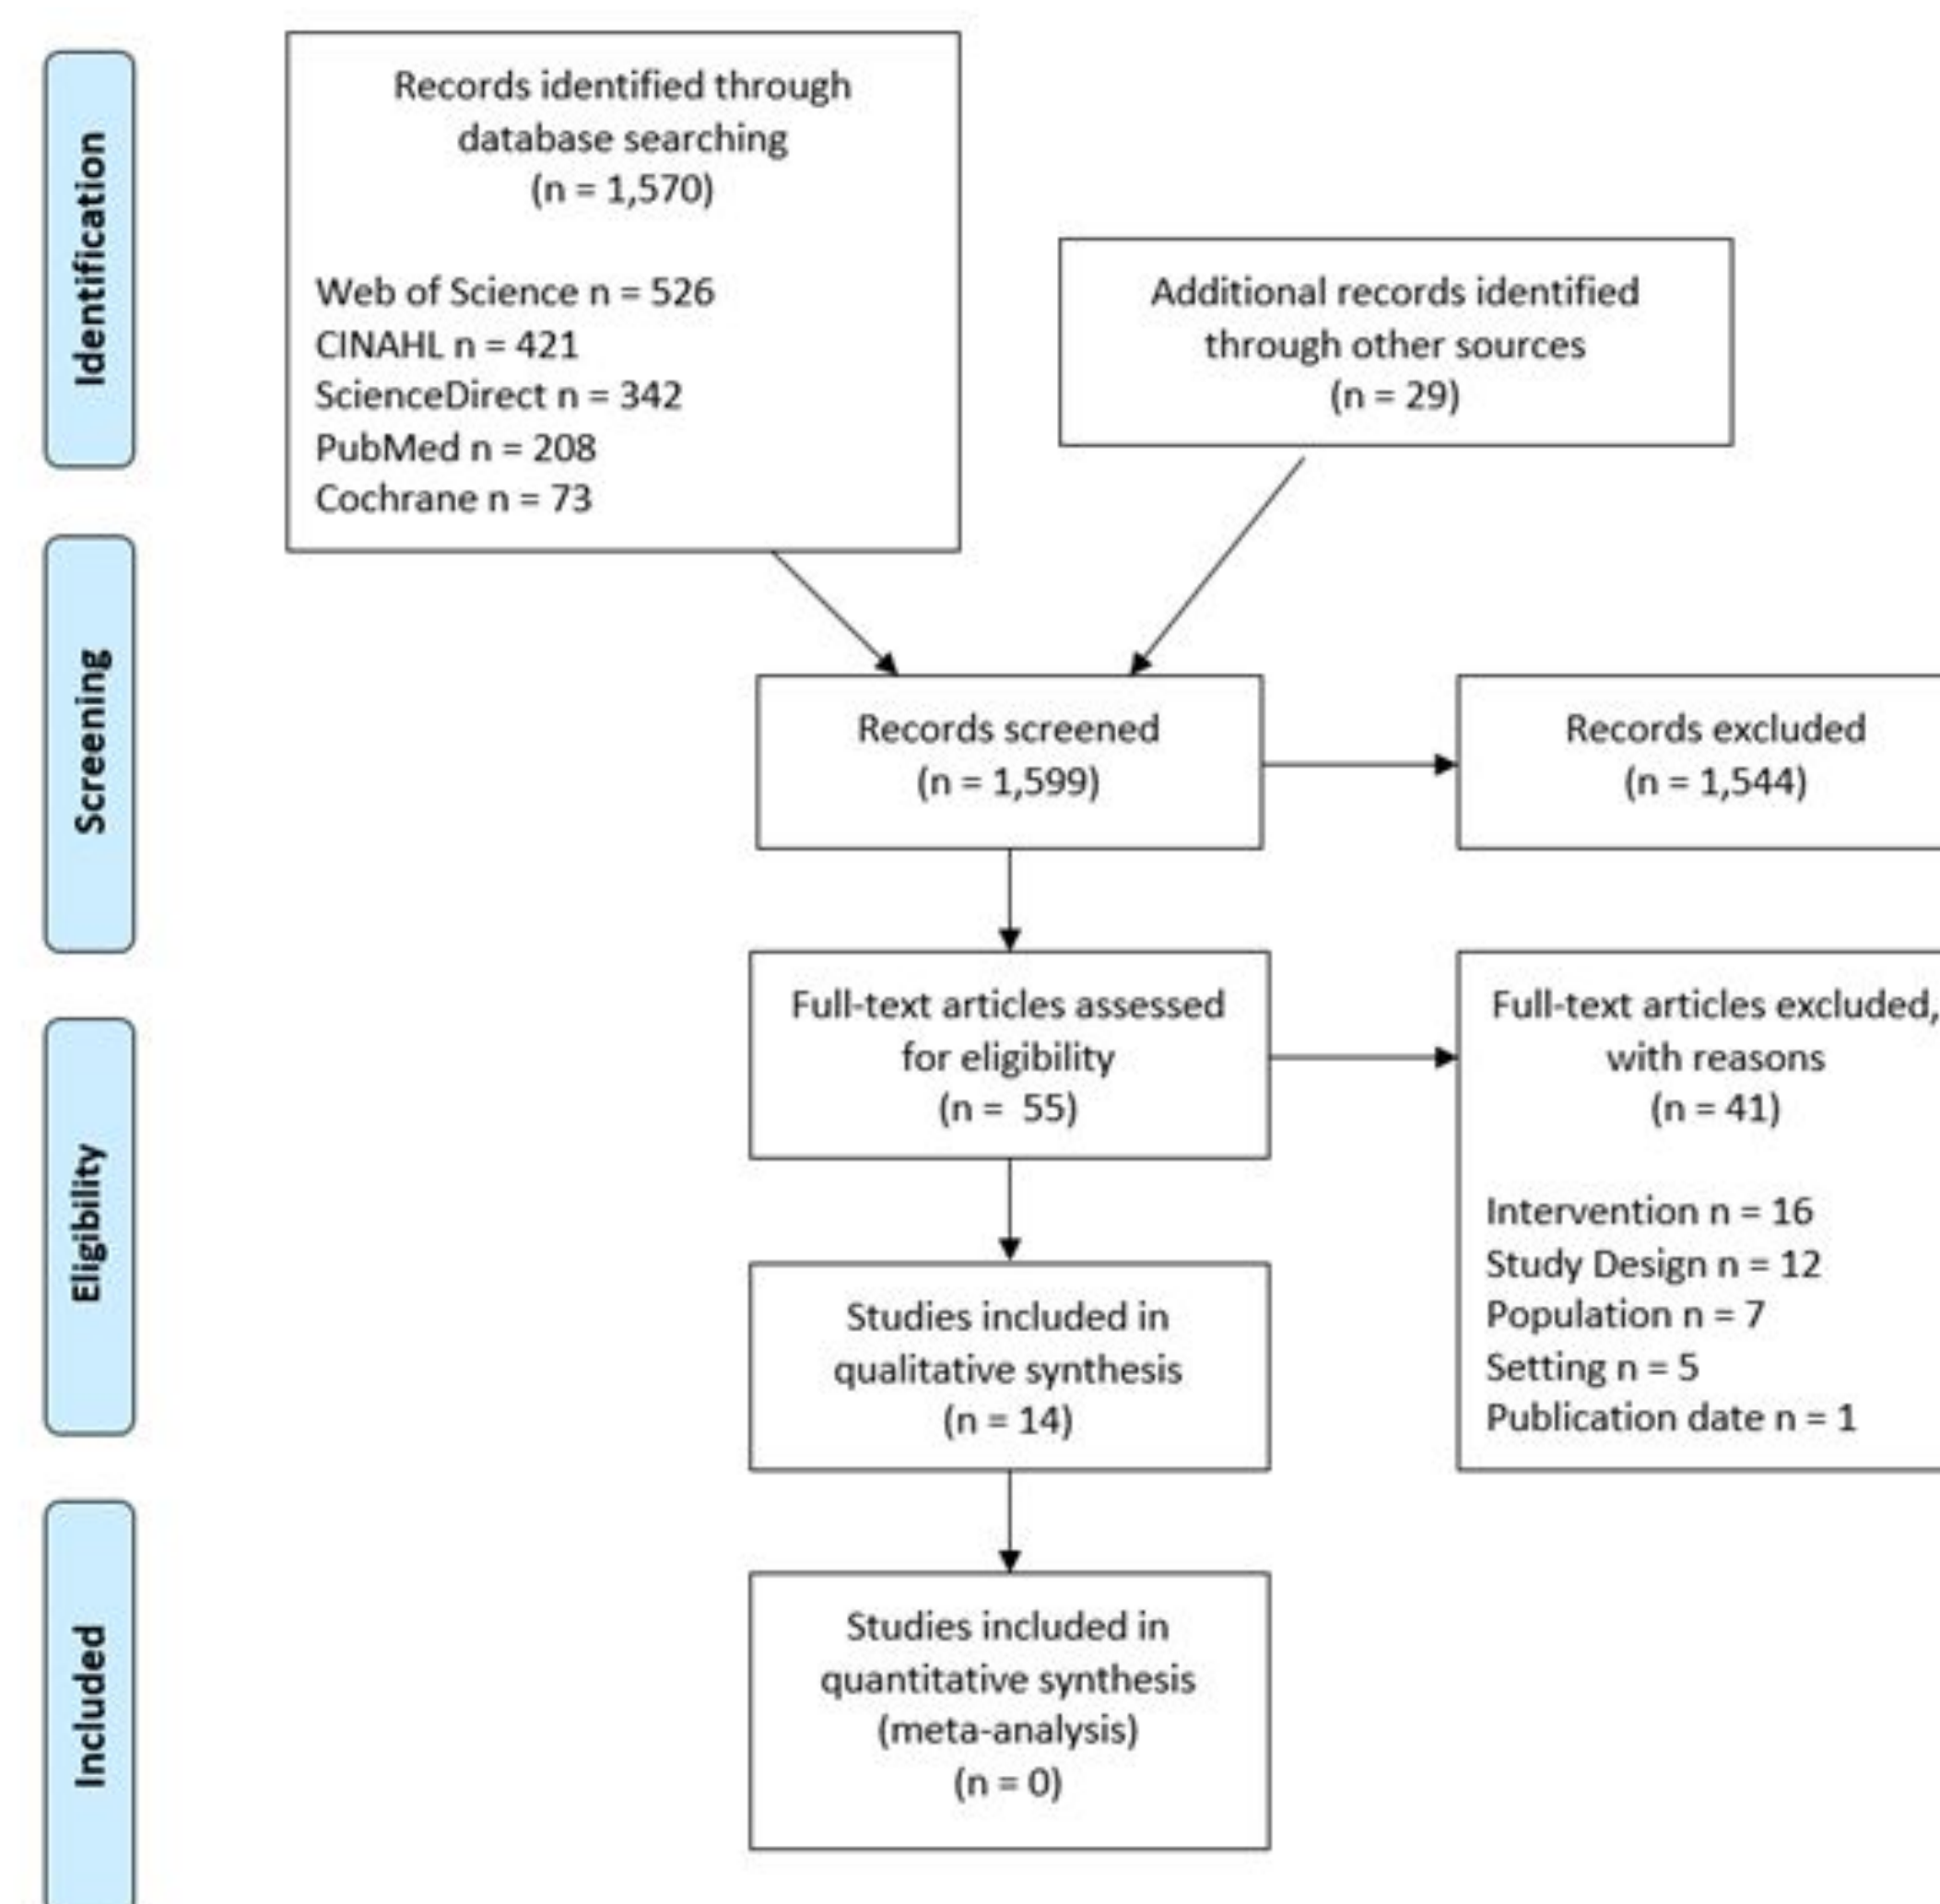 Identification
Records identified through
database searching
(n = 1,570)
Web of Science n = 526
CINAHL n = 421
ScienceDirect n = 342
PubMed n = 208
Cochrane n = 73
Additional records identified
through other sources
(n = 29)
Screening
Records screened
(n = 1,599)
Records excluded
(n = 1,544)
Eligibility
Full-text articles assessed
for eligibility
(n =  55)
Full-text articles excluded,
with reasons
(n = 41)
Intervention n = 16
Study Design n = 12
Population n = 7
Setting n = 5
Publication date n = 1
Studies included in
qualitative synthesis
(n = 14)
Included
Studies included in
quantitative synthesis
(meta-analysis)
(n = 0)